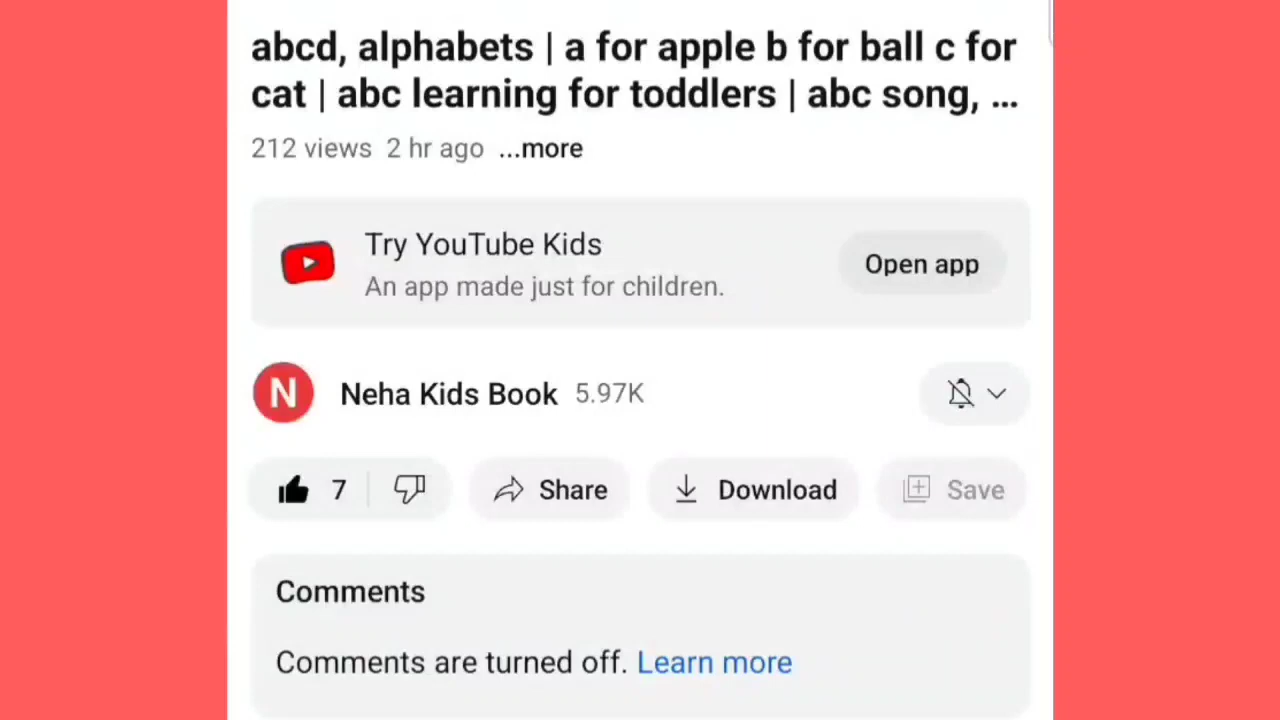 abcd, alphabets | a for apple b for ball c for
cat | abc learning for toddlers | abc song, ...
212 views 2 hr ago ...more
Try YouTube Kids
An app made just for children.
Open app
N Neha Kids Book 5.97K
7 Share Download Save
Comments
Comments are turned off. Learn more